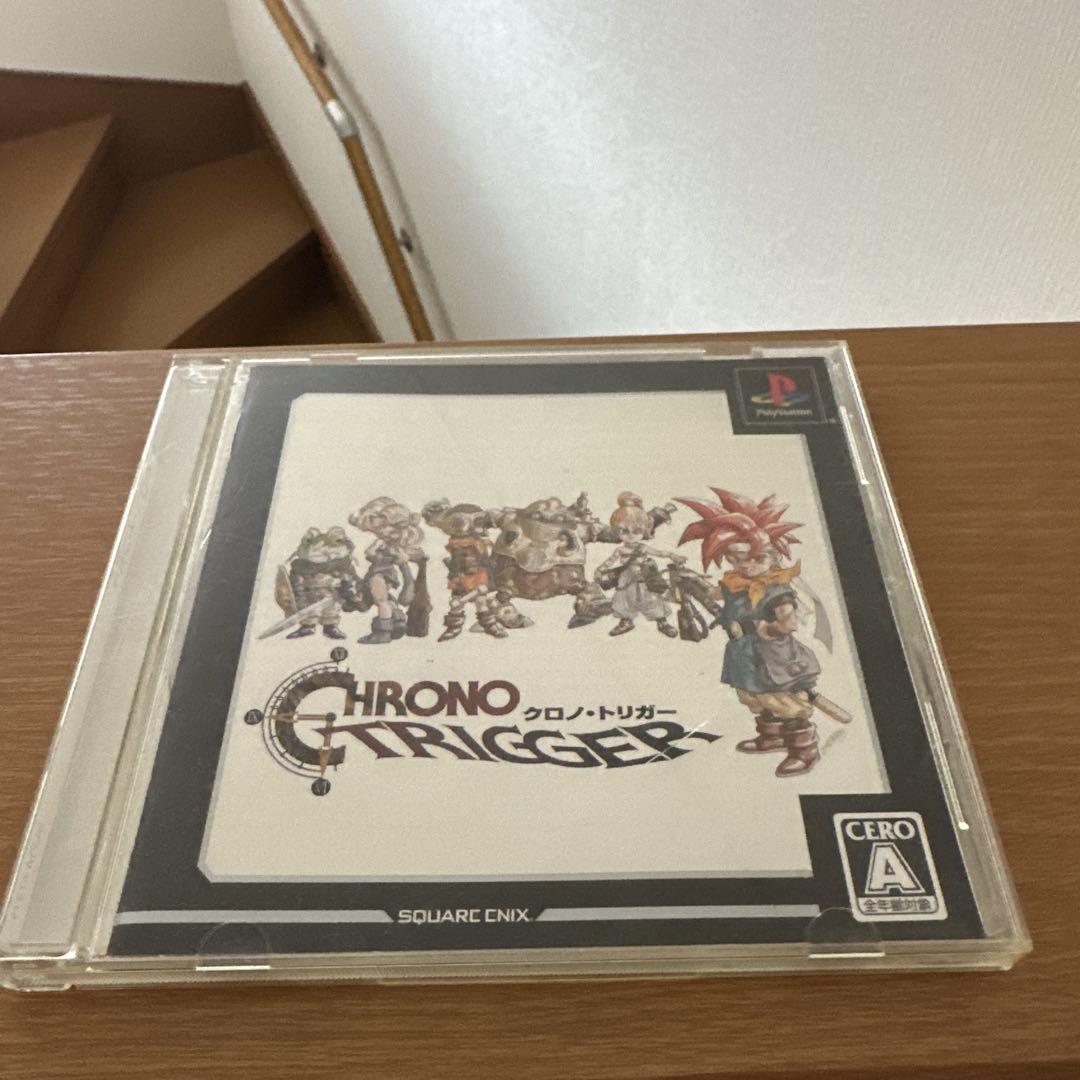 PlayStation
CHRONO
クロノ・トリガー
TRIGGER
CERO
A
全年齢対象
SQUARE ENIX